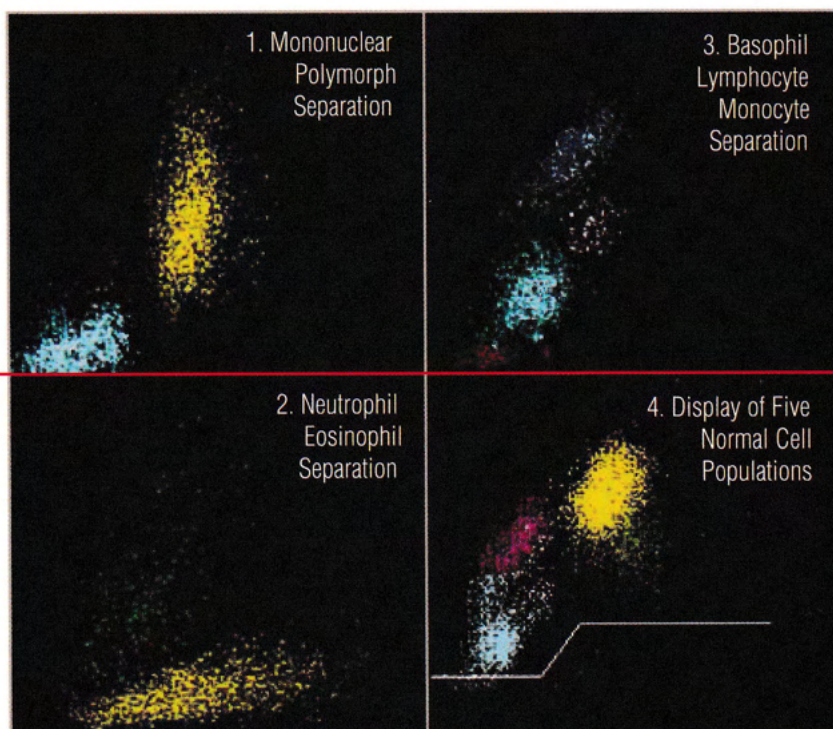 1. Mononuclear
Polymorph
Separation
3. Basophil
Lymphocyte
Monocyte
Separation
2. Neutrophil
Eosinophil
Separation
4. Display of Five
Normal Cell
Populations